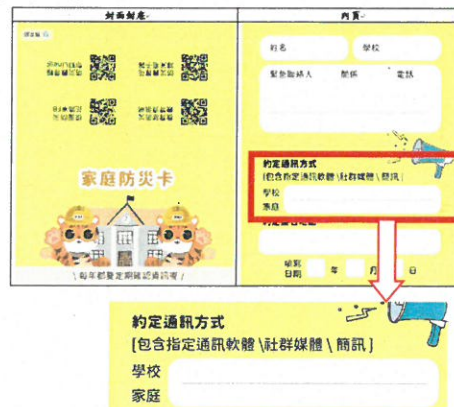 封面封底
內頁
家庭防災卡
\ 每年都要定期確認資訊喔 /
姓名
學校
緊急聯絡人 關係 電話
約定通訊方式
[包含指定通訊軟體 \社群媒體 \ 簡訊 ]
學校
家庭
填寫
日期 年 月 日
約定通訊方式
[包含指定通訊軟體 \社群媒體 \ 簡訊 ]
學校
家庭